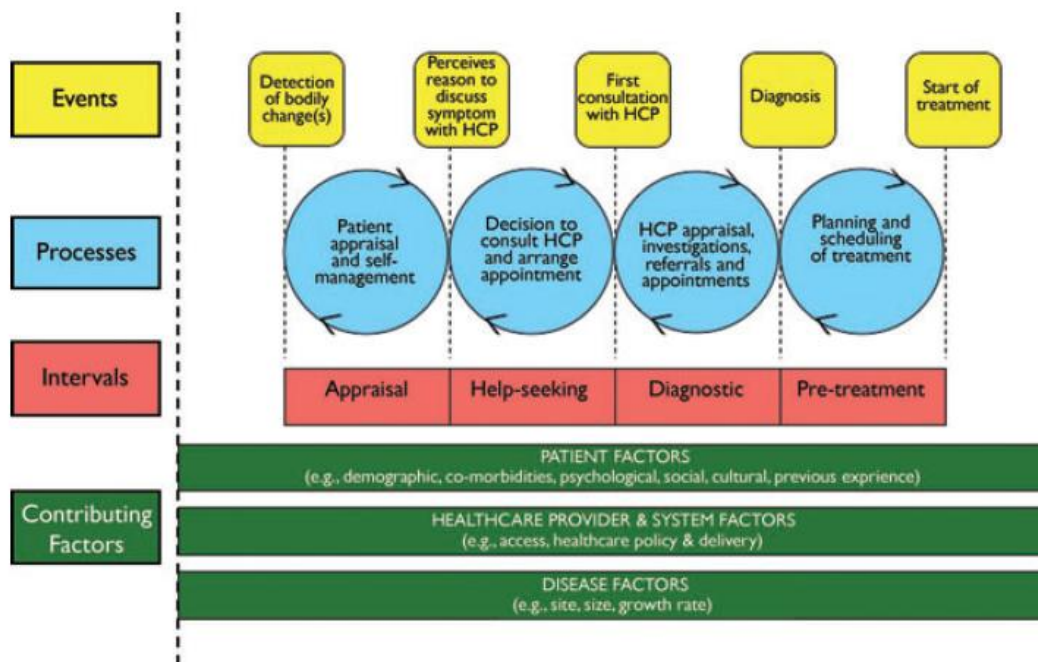 Events
Detection
of bodily
change(s)
Perceives
reason to
discuss
symptom
with HCP
First
consultation
with HCP
Diagnosis
Start of
treatment
Processes
Patient
appraisal
and self-
management
Decision to
consult HCP
and arrange
appointment
HCP appraisal,
investigations,
referrals and
appointments
Planning and
scheduling
of treatment
Intervals
Appraisal
Help-seeking
Diagnostic
Pre-treatment
Contributing
Factors
PATIENT FACTORS
(e.g., demographic, co-morbidities, psychological, social, cultural, previous exprience)
HEALTHCARE PROVIDER & SYSTEM FACTORS
(e.g., access, healthcare policy & delivery)
DISEASE FACTORS
(e.g., site, size, growth rate)